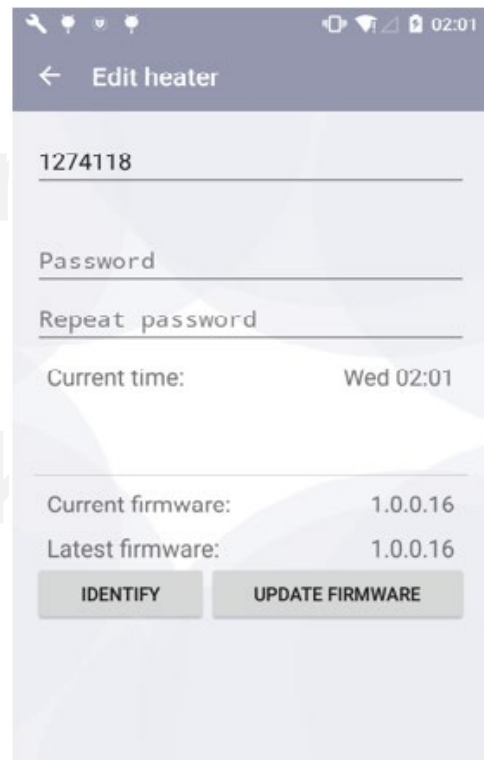 02:01
Edit heater
1274118
Password
Repeat password
Current time: Wed 02:01
Current firmware: 1.0.0.16
Latest firmware: 1.0.0.16
IDENTIFY UPDATE FIRMWARE